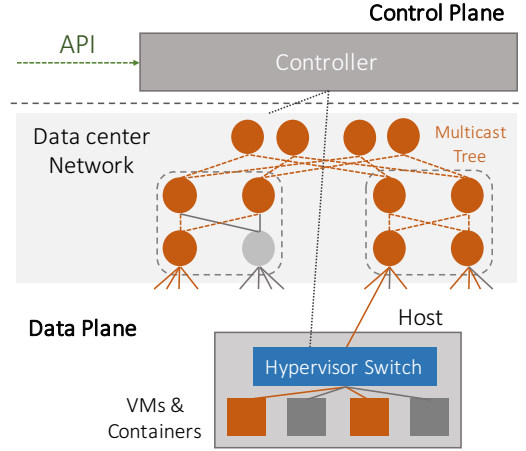 Control Plane
API
Controller
Data center
Network
Multicast
Tree
Data Plane
Host
Hypervisor Switch
VMs &
Containers